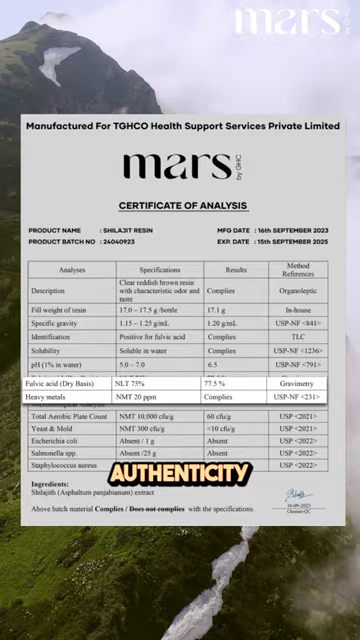 mars
by GHC
Manufactured For TGHCO Health Support Services Private Limited
mars by GHC
CERTIFICATE OF ANALYSIS
PRODUCT NAME : SHILAJIT RESIN MFG DATE : 16th SEPTEMBER 2023
PRODUCT BATCH NO : 24040923 EXP. DATE : 15th SEPTEMBER 2025
Analyses Specifications Results Method References
Description Clear reddish brown resin with characteristic odor and taste Complies Organoleptic
Fill weight of resin 17.0 – 17.5 g /bottle 17.1 g In-house
Specific gravity 1.15 – 1.25 g/mL 1.20 g/mL USP-NF <841>
Identification Positive for fulvic acid Complies TLC
Solubility Soluble in water Complies USP-NF <1236>
pH (1% in water) 5.0 – 7.0 6.5 USP-NF <791>
Fulvic acid (Dry Basis) NLT 75% 77.5 % Gravimetry
Heavy metals NMT 20 ppm Complies USP-NF <231>
Total Aerobic Plate Count NMT 10,000 cfu/g 60 cfu/g USP <2021>
Yeast & Mold NMT 300 cfu/g <10 cfu/g USP <2021>
Escherichia coli Absent / 1 g Absent USP <2022>
Salmonella spp. Absent /25 g Absent USP <2022>
Staphylococcus aureus USP <2022>
AUTHENTICITY
Ingredients:
Shilajith (Asphaltum panjabianum) extract
16-09-2023
Chemist-QC
Above batch material Complies / Does not complies with the specifications.